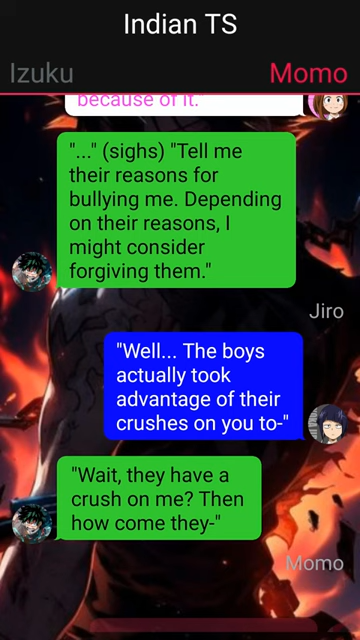 Indian TS
Izuku
Momo
because of it.
"..." (sighs) "Tell me
their reasons for
bullying me. Depending
on their reasons, I
might consider
forgiving them."
Jiro
"Well... The boys
actually took
advantage of their
crushes on you to-"
"Wait, they have a
crush on me? Then
how come they-"
Momo